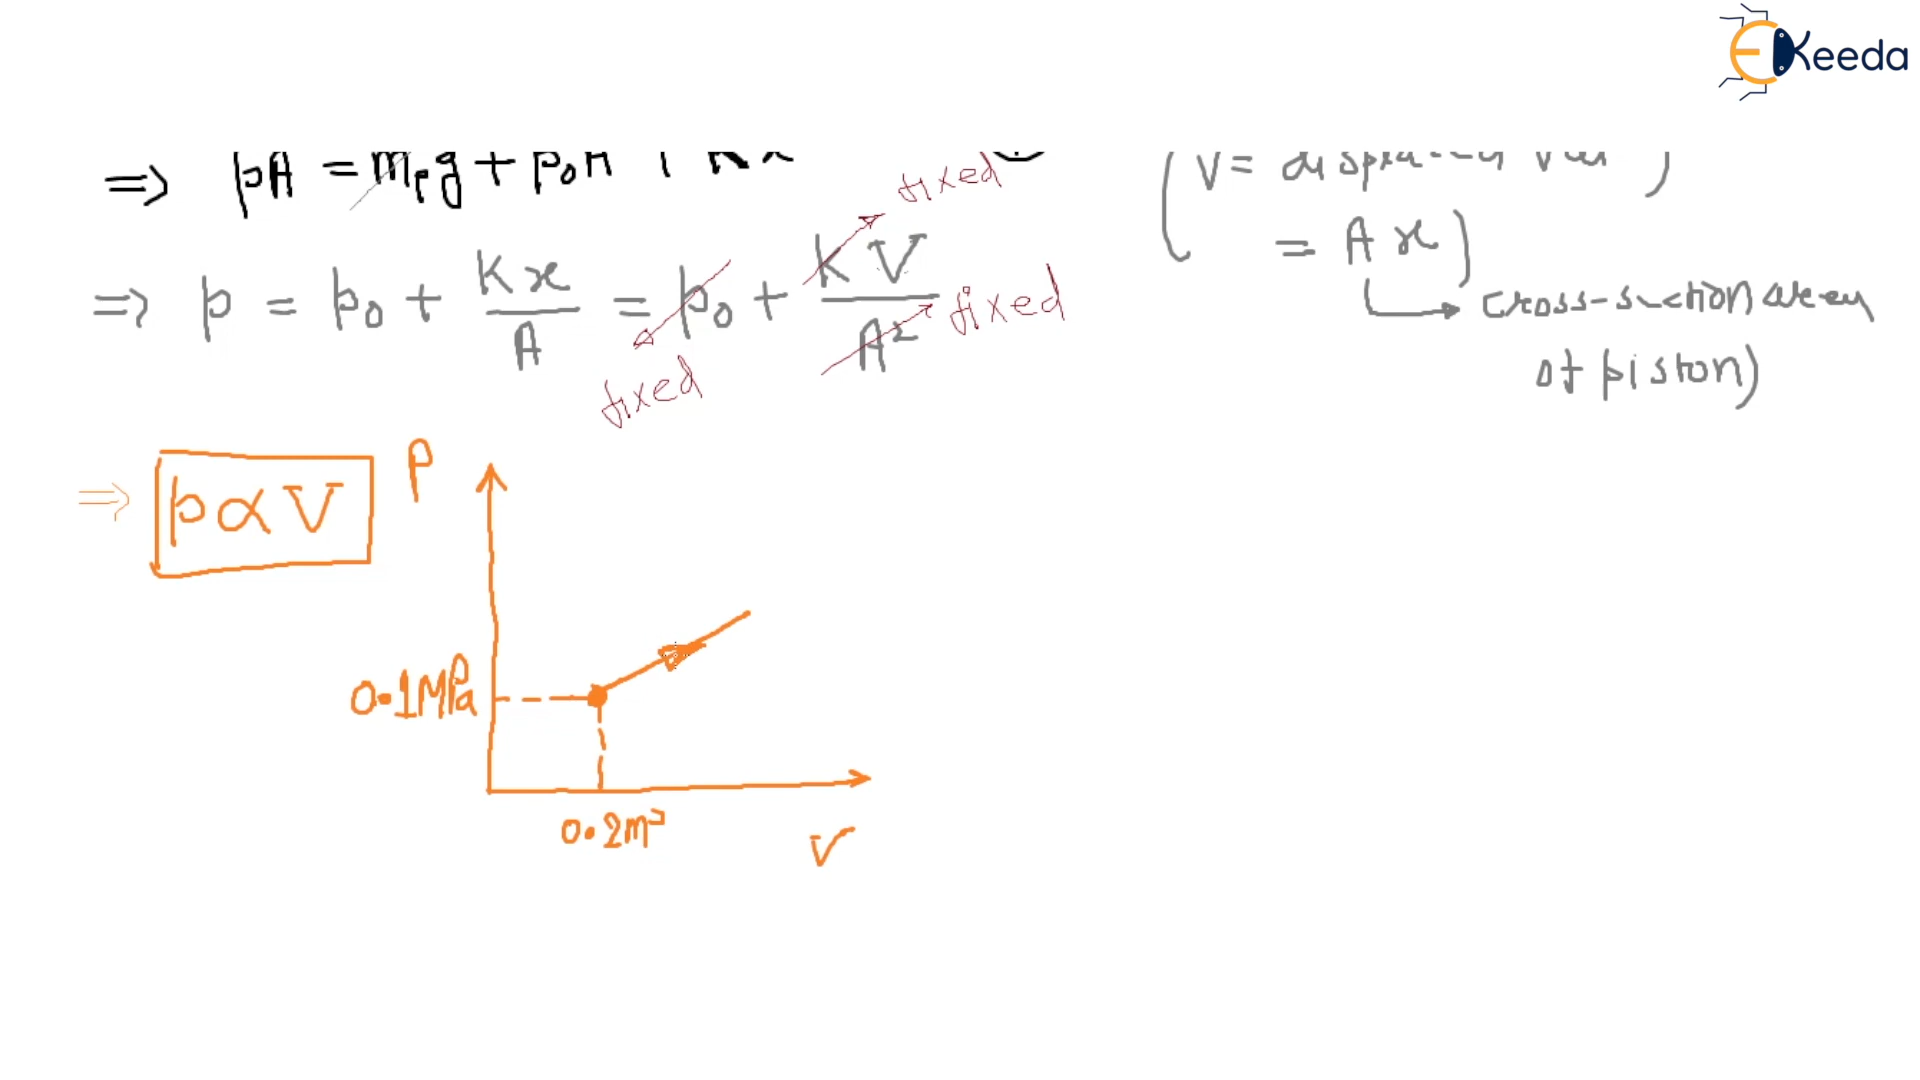 Keeda
⇒ pA = mpg + p₀A + Kx
(V = displaced Vol)
= Ax)
fixed
⇒ p = p₀ + Kx/A = p₀ + KV/A²
fixed
fixed
cross-section area
of piston)
⇒ p ∝ V
P
0.1MPa
0.2m³
V